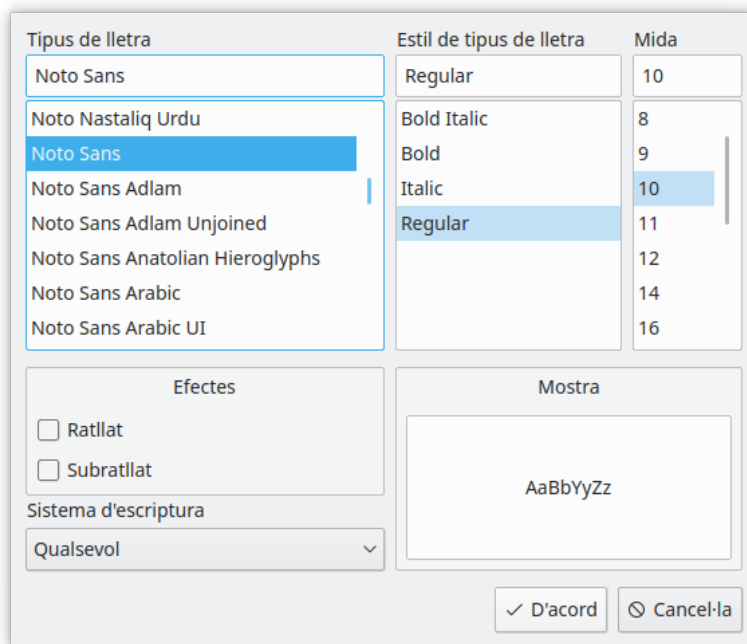 Tipus de lletra
Noto Sans
Noto Nastaliq Urdu
Noto Sans
Noto Sans Adlam
Noto Sans Adlam Unjoined
Noto Sans Anatolian Hieroglyphs
Noto Sans Arabic
Noto Sans Arabic UI
Estil de tipus de lletra
Regular
Bold Italic
Bold
Italic
Regular
Mida
10
8
9
10
11
12
14
16
Efectes
Ratllat
Subratllat
Sistema d'escriptura
Qualsevol
Mostra
AaBbYyZz
D'acord
Cancel·la